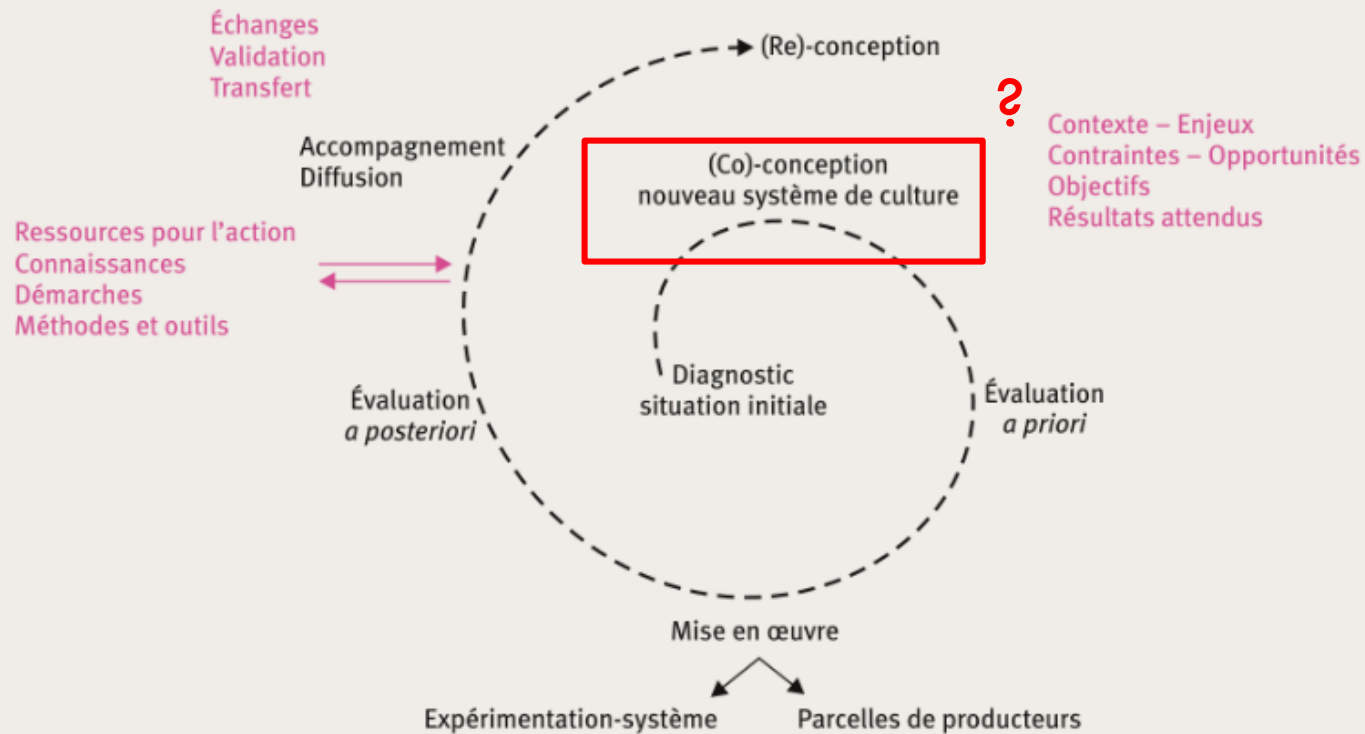 Échanges
Validation
Transfert
(Re)-conception
?
Contexte – Enjeux
Contraintes – Opportunités
Objectifs
Résultats attendus
Accompagnement
Diffusion
(Co)-conception
nouveau système de culture
Ressources pour l’action
Connaissances
Démarches
Méthodes et outils
Diagnostic
situation initiale
Évaluation
a priori
Évaluation
a posteriori
Mise en œuvre
Expérimentation-système
Parcelles de producteurs